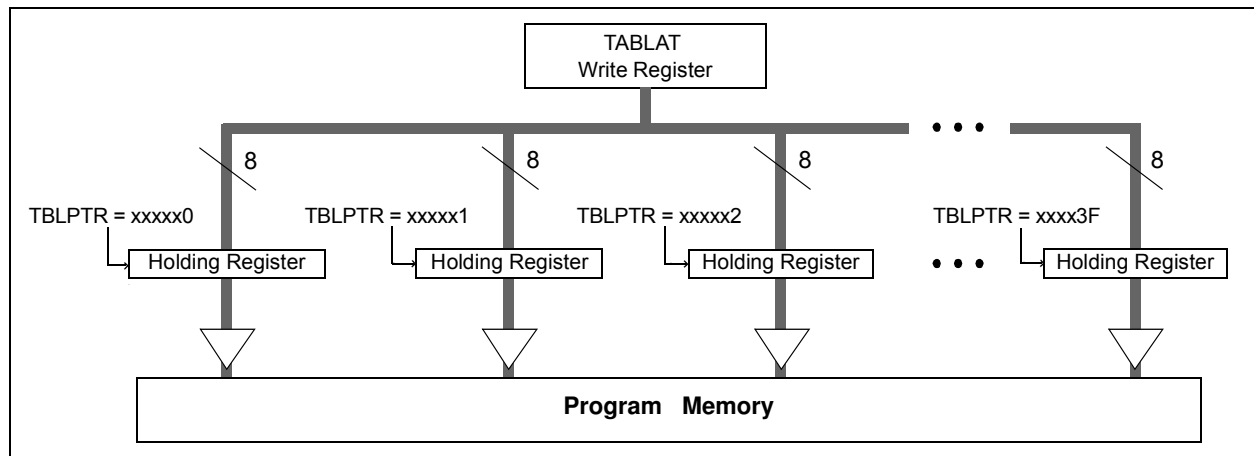 TABLAT
Write Register
8
8
8
8
TBLPTR = xxxxx0
TBLPTR = xxxxx1
TBLPTR = xxxxx2
TBLPTR = xxxx3F
Holding Register
Holding Register
Holding Register
Holding Register
Program Memory